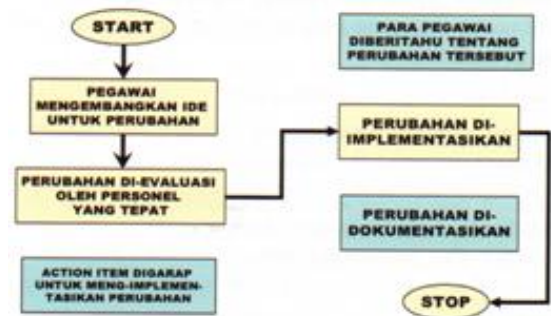 START
PEGAWAI
MENGEMBANGKAN IDE
UNTUK PERUBAHAN
PERUBAHAN DI-EVALUASI
OLEH PERSONEL
YANG TEPAT
ACTION ITEM DIGARAP
UNTUK MENG-IMPLEMEN-
TASIKAN PERUBAHAN
PARA PEGAWAI
DIBERITAHU TENTANG
PERUBAHAN TERSEBUT
PERUBAHAN DI-
IMPLEMENTASIKAN
PERUBAHAN DI-
DOKUMENTASIKAN
STOP